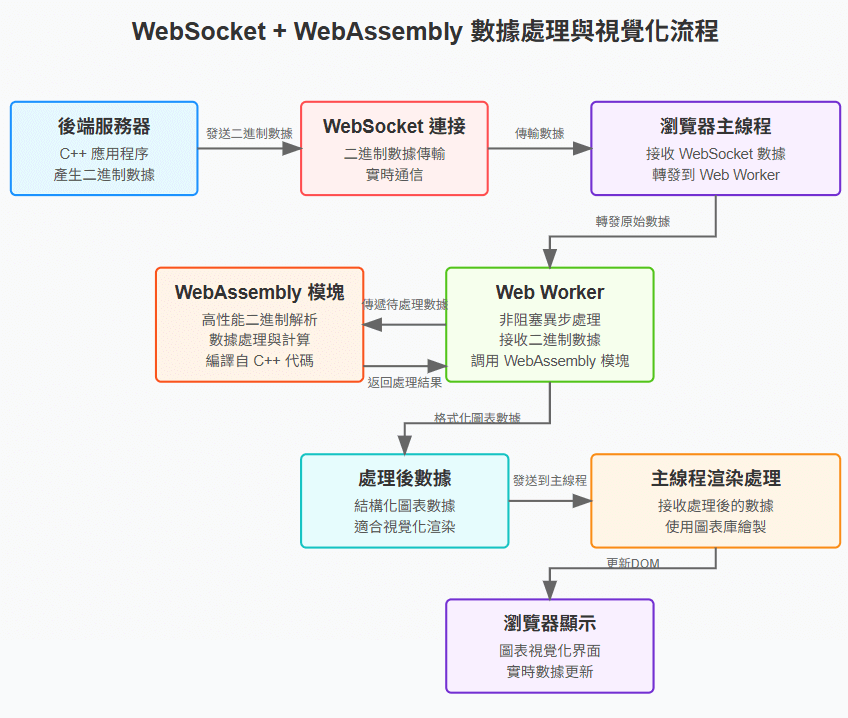 WebSocket + WebAssembly 數據處理與視覺化流程
後端服務器
C++ 應用程序
產生二進制數據
發送二進制數據
WebSocket 連接
二進制數據傳輸
實時通信
傳輸數據
瀏覽器主線程
接收 WebSocket 數據
轉發到 Web Worker
轉發原始數據
WebAssembly 模塊
高性能二進制解析
數據處理與計算
編譯自 C++ 代碼
傳遞待處理數據
返回處理結果
Web Worker
非阻塞異步處理
接收二進制數據
調用 WebAssembly 模塊
格式化圖表數據
處理後數據
結構化圖表數據
適合視覺化渲染
發送到主線程
主線程渲染處理
接收處理後的數據
使用圖表庫繪製
更新DOM
瀏覽器顯示
圖表視覺化界面
實時數據更新